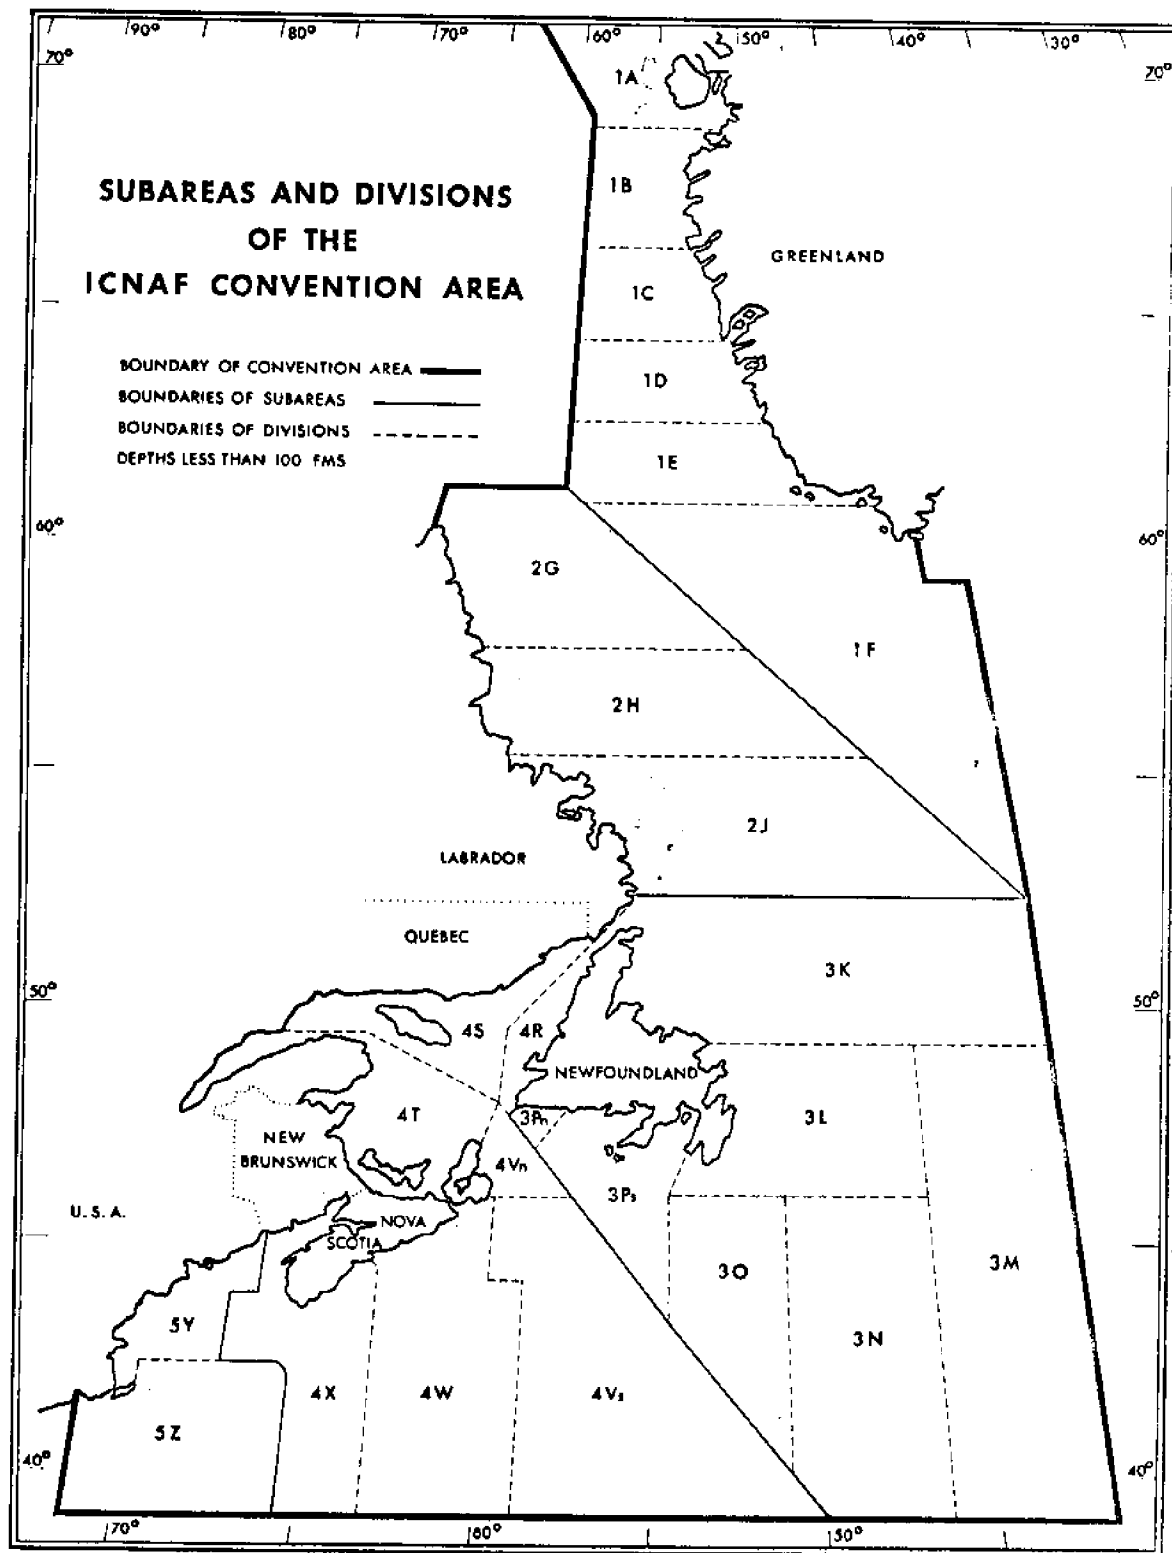 90° 80° 70° 60° 50° 40° 30°
70° 70°
1A
SUBAREAS AND DIVISIONS
OF THE
ICNAF CONVENTION AREA
1B
GREENLAND
1C
BOUNDARY OF CONVENTION AREA
BOUNDARIES OF SUBAREAS
BOUNDARIES OF DIVISIONS
DEPTHS LESS THAN 100 FMS
1D
1E
60° 60°
2G
1F
2H
2J
LABRADOR
QUEBEC
3K
50° 50°
4S 4R
NEWFOUNDLAND
4T 3Pn 3L
NEW
BRUNSWICK
4Vn
3Ps
U.S.A.
NOVA
SCOTIA
3O 3M
5Y 3N
4X 4W 4Vs
5Z
40° 40°
70° 60° 50°